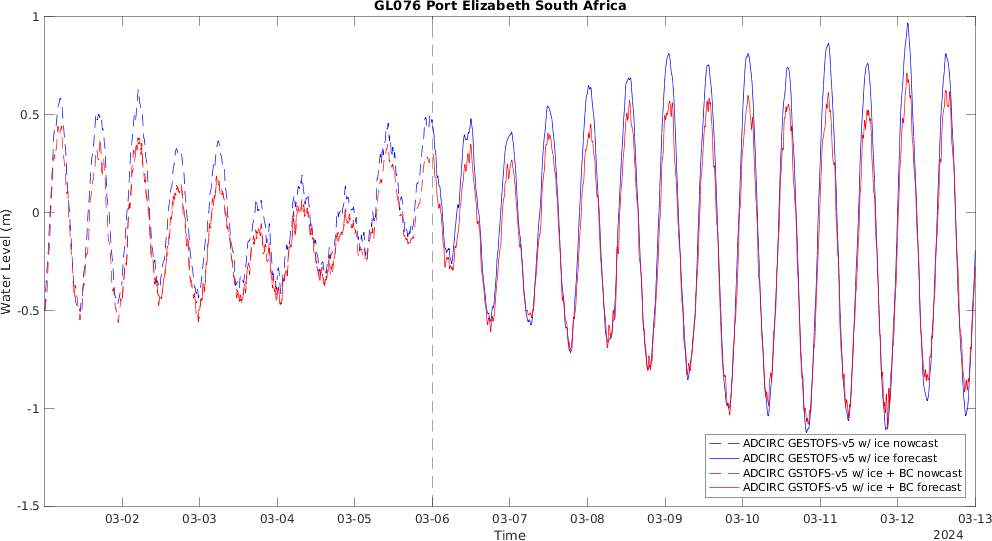 GL076 Port Elizabeth South Africa
1
0.5
0
-0.5
-1
-1.5
Water Level (m)
ADCIRC GESTOFS-v5 w/ ice nowcast
ADCIRC GESTOFS-v5 w/ ice forecast
ADCIRC GSTOFS-v5 w/ ice + BC nowcast
ADCIRC GSTOFS-v5 w/ ice + BC forecast
03-02 03-03 03-04 03-05 03-06 03-07 03-08 03-09 03-10 03-11 03-12 03-13
Time
2024